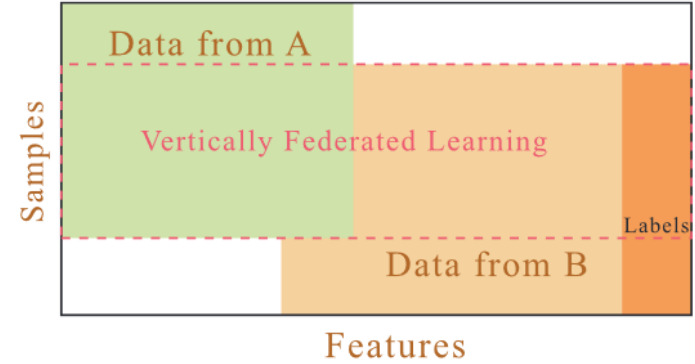 Data from A
Vertically Federated Learning
Samples
Labels
Data from B
Features